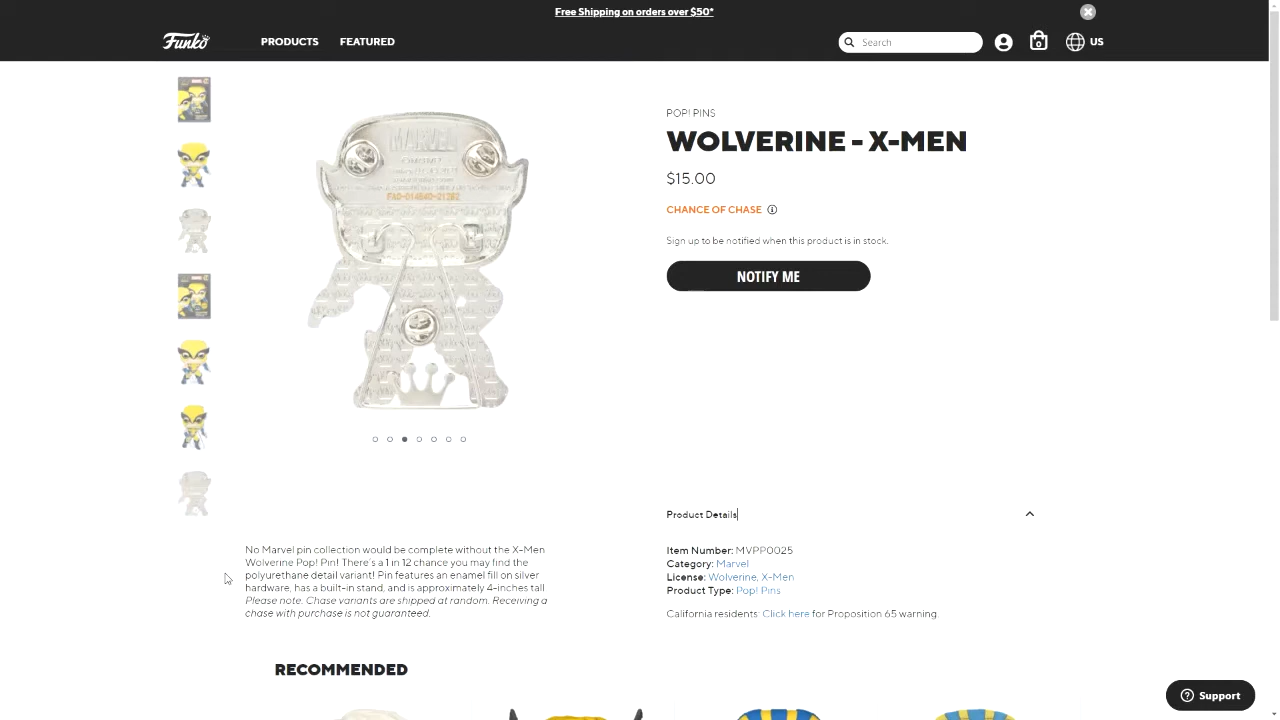 Free Shipping on orders over $50*
Funko
PRODUCTS
FEATURED
Search
0
US
MARVEL
FAC-014840-21282
POP! PINS
WOLVERINE - X-MEN
$15.00
CHANCE OF CHASE
Sign up to be notified when this product is in stock.
NOTIFY ME
Product Details
No Marvel pin collection would be complete without the X-Men
Wolverine Pop! Pin! There's a 1 in 12 chance you may find the
polyurethane detail variant! Pin features an enamel fill on silver
hardware, has a built-in stand, and is approximately 4-inches tall
Please note: Chase variants are shipped at random. Receiving a
chase with purchase is not guaranteed.
Item Number: MVPP0025
Category: Marvel
License: Wolverine, X-Men
Product Type: Pop! Pins
California residents: Click here for Proposition 65 warning.
RECOMMENDED
Support